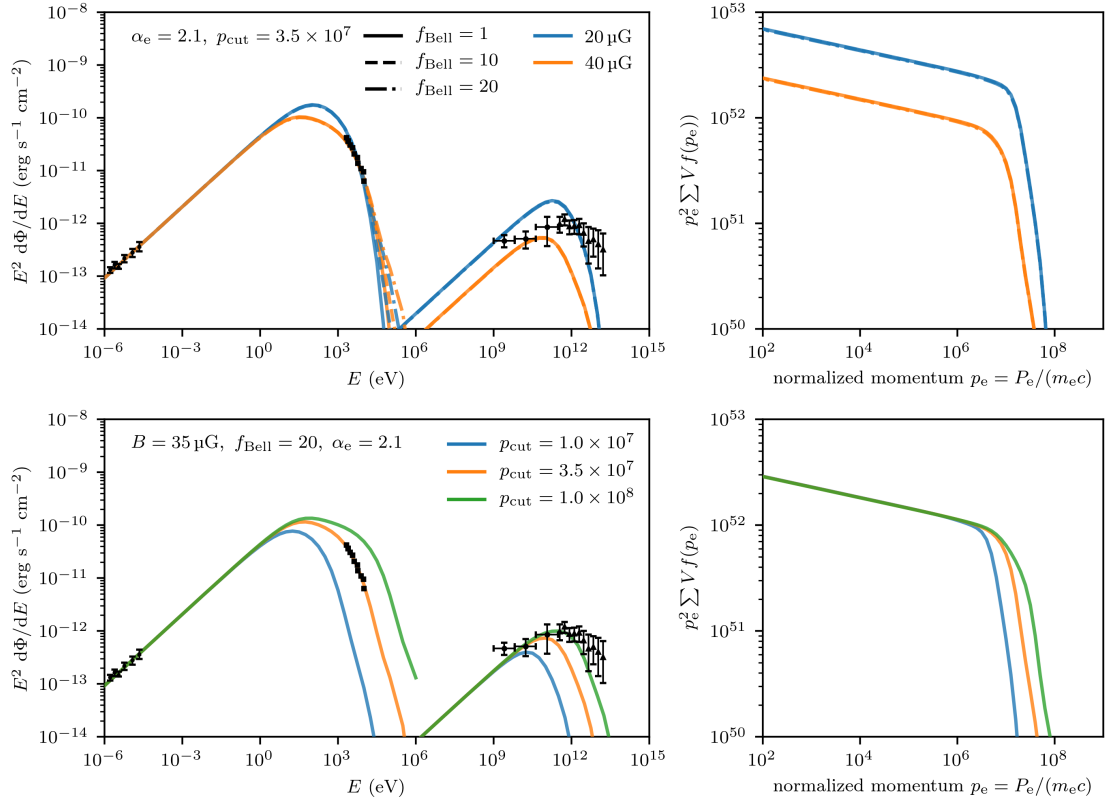 α_e = 2.1, p_cut = 3.5 × 10^7
f_Bell = 1
f_Bell = 10
f_Bell = 20
20 μG
40 μG
10^−8
10^−9
10^−10
10^−11
10^−12
10^−13
10^−14
E^2 dΦ/dE (erg s^−1 cm^−2)
10^−6 10^−3 10^0 10^3 10^6 10^9 10^12 10^15
E (eV)
10^53
10^52
10^51
10^50
p_e^2 ∑ V f(p_e))
10^2 10^4 10^6 10^8
normalized momentum p_e = P_e/(m_e c)
B = 35 μG, f_Bell = 20, α_e = 2.1
p_cut = 1.0 × 10^7
p_cut = 3.5 × 10^7
p_cut = 1.0 × 10^8
10^−8
10^−9
10^−10
10^−11
10^−12
10^−13
10^−14
E^2 dΦ/dE (erg s^−1 cm^−2)
10^−6 10^−3 10^0 10^3 10^6 10^9 10^12 10^15
E (eV)
10^53
10^52
10^51
10^50
p_e^2 ∑ V f(p_e)
10^2 10^4 10^6 10^8
normalized momentum p_e = P_e/(m_e c)